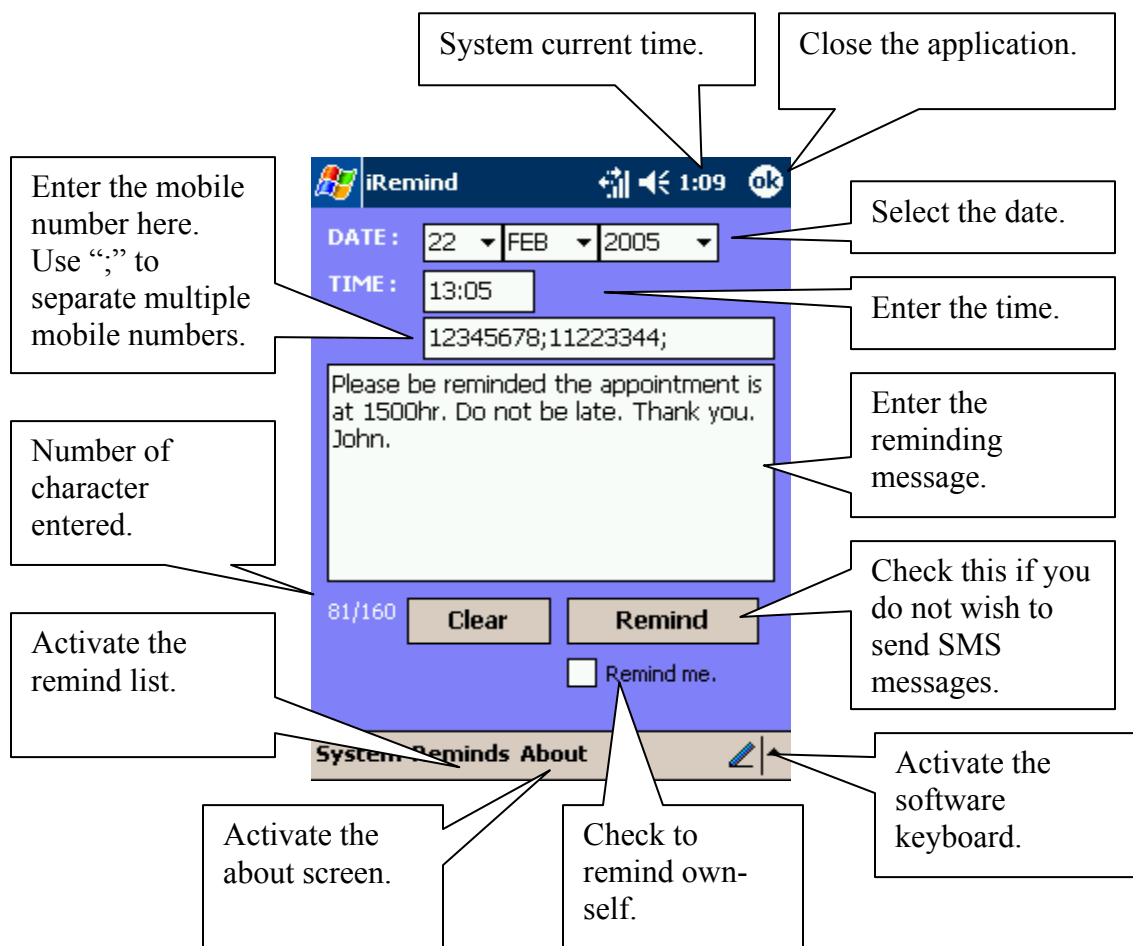 System current time.
Close the application.
Enter the mobile
number here.
Use “;” to
separate multiple
mobile numbers.
iRemind
1:09
ok
DATE :
22
FEB
2005
Select the date.
TIME :
13:05
Enter the time.
12345678;11223344;
Please be reminded the appointment is
at 1500hr. Do not be late. Thank you.
John.
Enter the
reminding
message.
Number of
character
entered.
81/160
Clear
Remind
Check this if you
do not wish to
send SMS
messages.
Remind me.
Activate the
remind list.
System Reminds About
Activate the
software
keyboard.
Activate the
about screen.
Check to
remind own-
self.